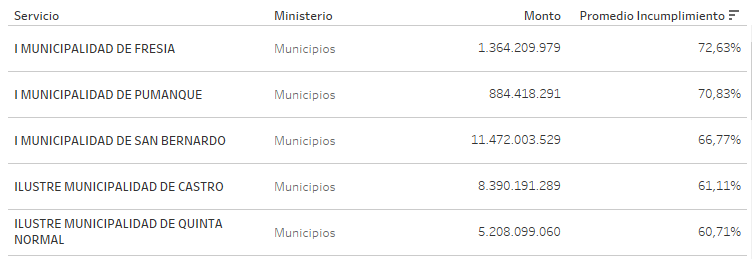 Servicio Ministerio Monto Promedio Incumplimiento
I MUNICIPALIDAD DE FRESIA Municipios 1.364.209.979 72,63%
I MUNICIPALIDAD DE PUMANQUE Municipios 884.418.291 70,83%
I MUNICIPALIDAD DE SAN BERNARDO Municipios 11.472.003.529 66,77%
ILUSTRE MUNICIPALIDAD DE CASTRO Municipios 8.390.191.289 61,11%
ILUSTRE MUNICIPALIDAD DE QUINTA
NORMAL Municipios 5.208.099.060 60,71%